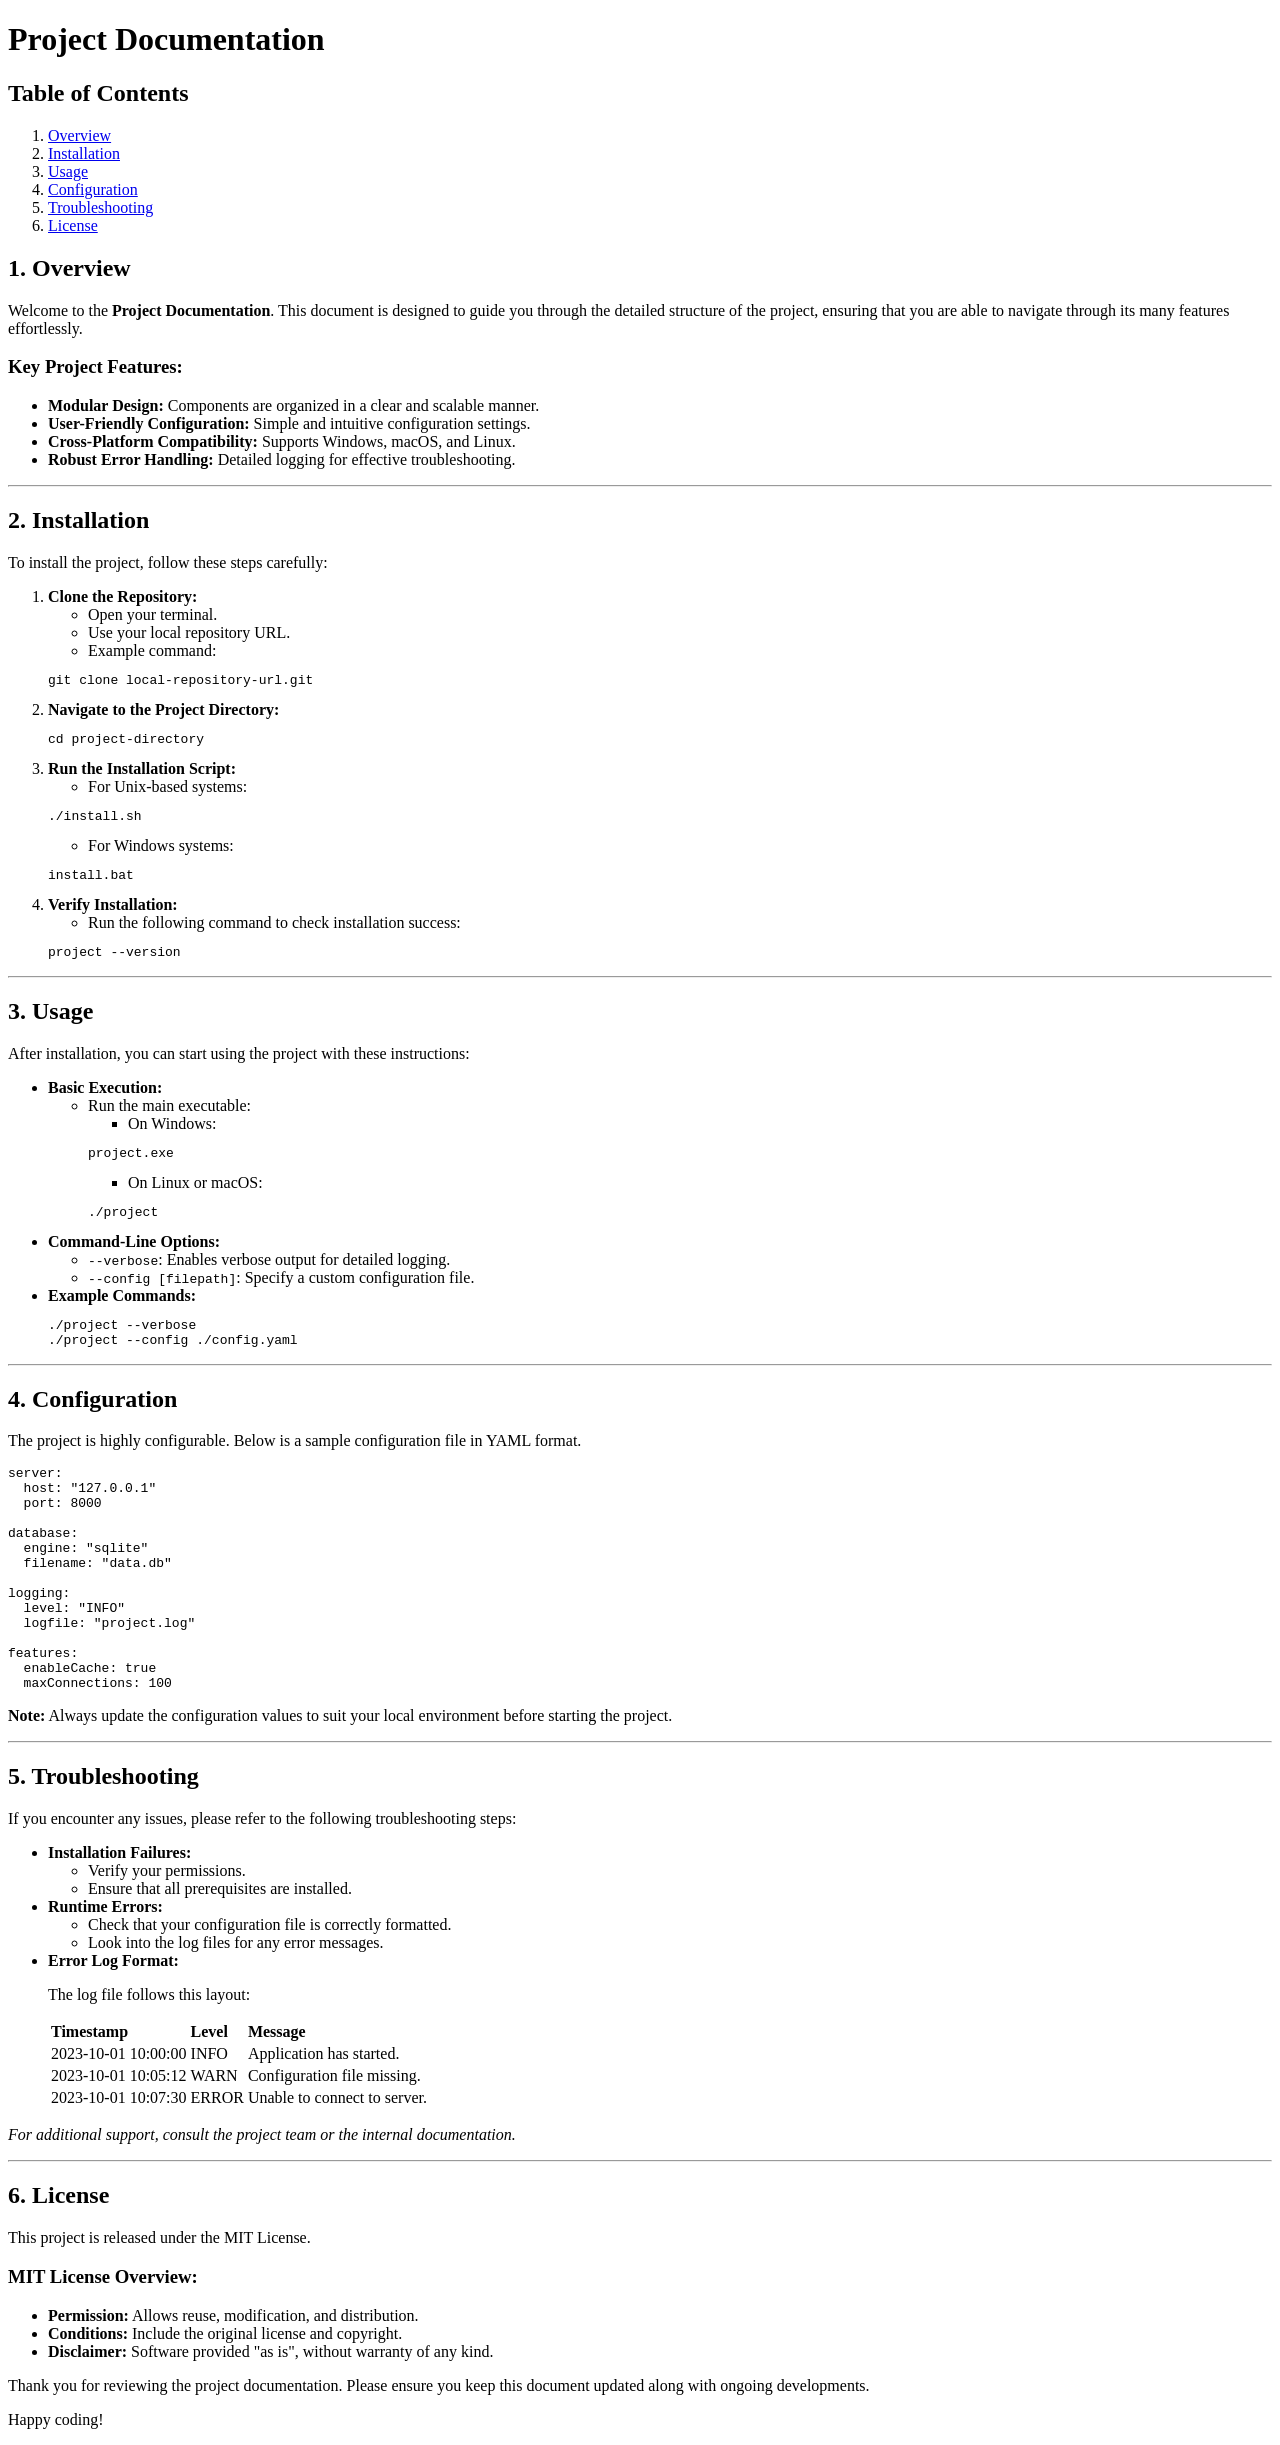 Project Documentation
Table of Contents
1. Overview
2. Installation
3. Usage
4. Configuration
5. Troubleshooting
6. License
1. Overview
Welcome to the Project Documentation. This document is designed to guide you through the detailed structure of the project, ensuring that you are able to navigate through its many features
effortlessly.
Key Project Features:
• Modular Design: Components are organized in a clear and scalable manner.
• User-Friendly Configuration: Simple and intuitive configuration settings.
• Cross-Platform Compatibility: Supports Windows, macOS, and Linux.
• Robust Error Handling: Detailed logging for effective troubleshooting.
2. Installation
To install the project, follow these steps carefully:
1. Clone the Repository:
◦ Open your terminal.
◦ Use your local repository URL.
◦ Example command:
git clone local-repository-url.git
2. Navigate to the Project Directory:
cd project-directory
3. Run the Installation Script:
◦ For Unix-based systems:
./install.sh
◦ For Windows systems:
install.bat
4. Verify Installation:
◦ Run the following command to check installation success:
project --version
3. Usage
After installation, you can start using the project with these instructions:
• Basic Execution:
◦ Run the main executable:
▪ On Windows:
project.exe
▪ On Linux or macOS:
./project
• Command-Line Options:
◦ --verbose: Enables verbose output for detailed logging.
◦ --config [filepath]: Specify a custom configuration file.
• Example Commands:
./project --verbose
./project --config ./config.yaml
4. Configuration
The project is highly configurable. Below is a sample configuration file in YAML format.
server:
  host: "127.0.0.1"
  port: 8000
database:
  engine: "sqlite"
  filename: "data.db"
logging:
  level: "INFO"
  logfile: "project.log"
features:
  enableCache: true
  maxConnections: 100
Note: Always update the configuration values to suit your local environment before starting the project.
5. Troubleshooting
If you encounter any issues, please refer to the following troubleshooting steps:
• Installation Failures:
◦ Verify your permissions.
◦ Ensure that all prerequisites are installed.
• Runtime Errors:
◦ Check that your configuration file is correctly formatted.
◦ Look into the log files for any error messages.
• Error Log Format:
The log file follows this layout:
Timestamp Level Message
2023-10-01 10:00:00 INFO Application has started.
2023-10-01 10:05:12 WARN Configuration file missing.
2023-10-01 10:07:30 ERROR Unable to connect to server.
For additional support, consult the project team or the internal documentation.
6. License
This project is released under the MIT License.
MIT License Overview:
• Permission: Allows reuse, modification, and distribution.
• Conditions: Include the original license and copyright.
• Disclaimer: Software provided "as is", without warranty of any kind.
Thank you for reviewing the project documentation. Please ensure you keep this document updated along with ongoing developments.
Happy coding!